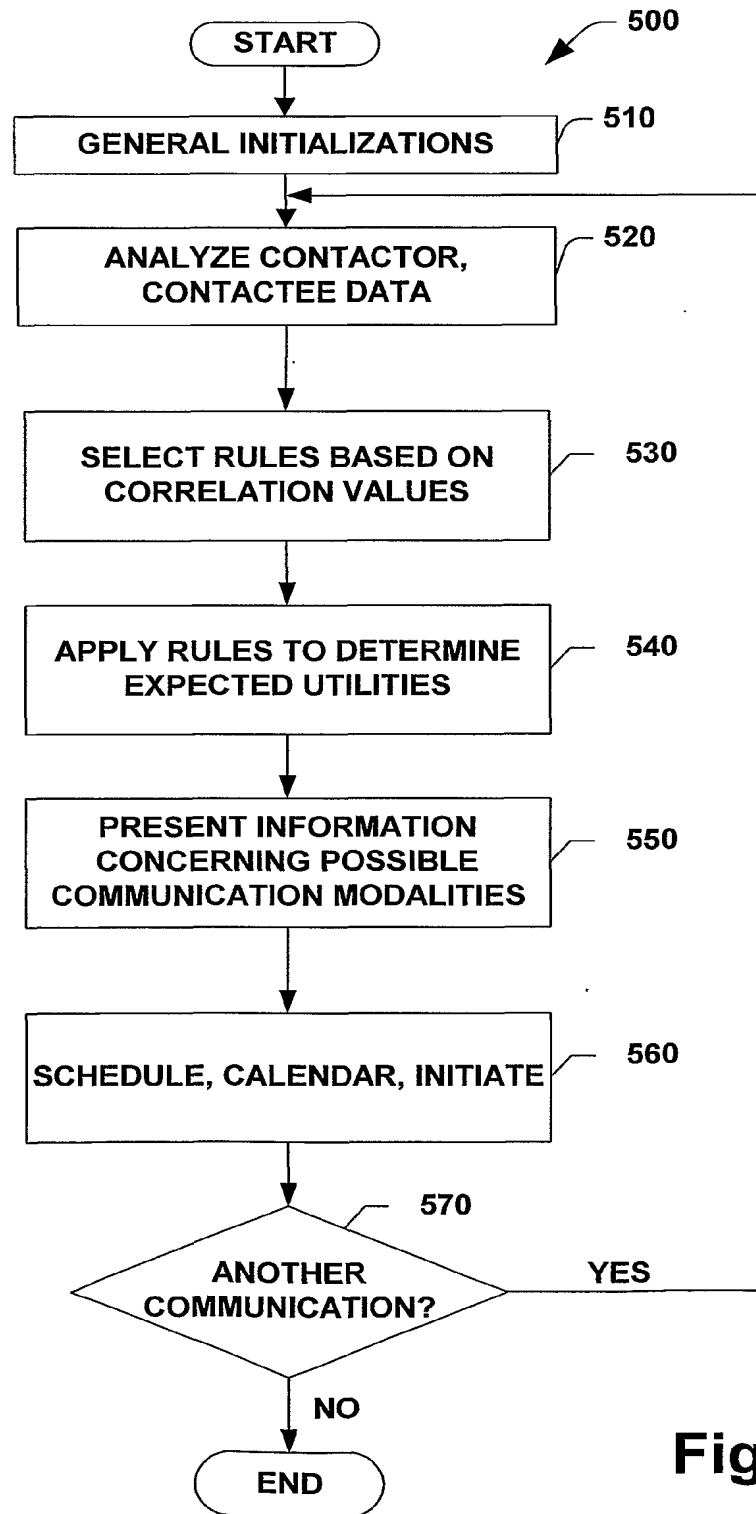 START
500
GENERAL INITIALIZATIONS
510
ANALYZE CONTACTOR,
CONTACTEE DATA
520
SELECT RULES BASED ON
CORRELATION VALUES
530
APPLY RULES TO DETERMINE
EXPECTED UTILITIES
540
PRESENT INFORMATION
CONCERNING POSSIBLE
COMMUNICATION MODALITIES
550
SCHEDULE, CALENDAR, INITIATE
560
570
ANOTHER
COMMUNICATION?
YES
NO
END
Fig